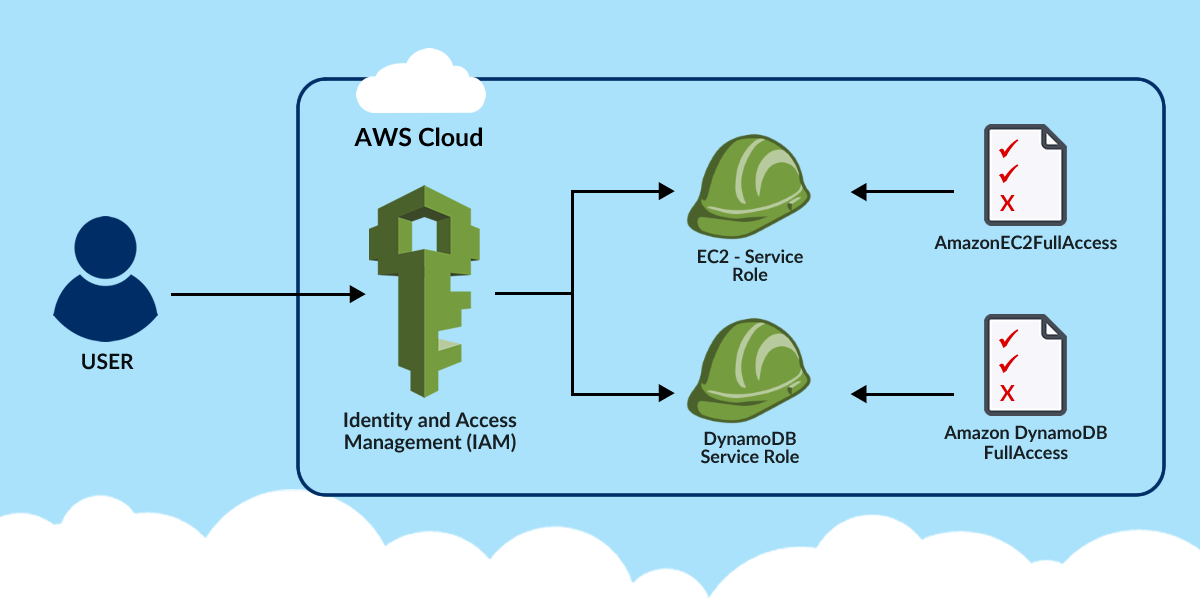 AWS Cloud
USER
Identity and Access
Management (IAM)
EC2 - Service
Role
AmazonEC2FullAccess
X
DynamoDB
Service Role
Amazon DynamoDB
FullAccess
X